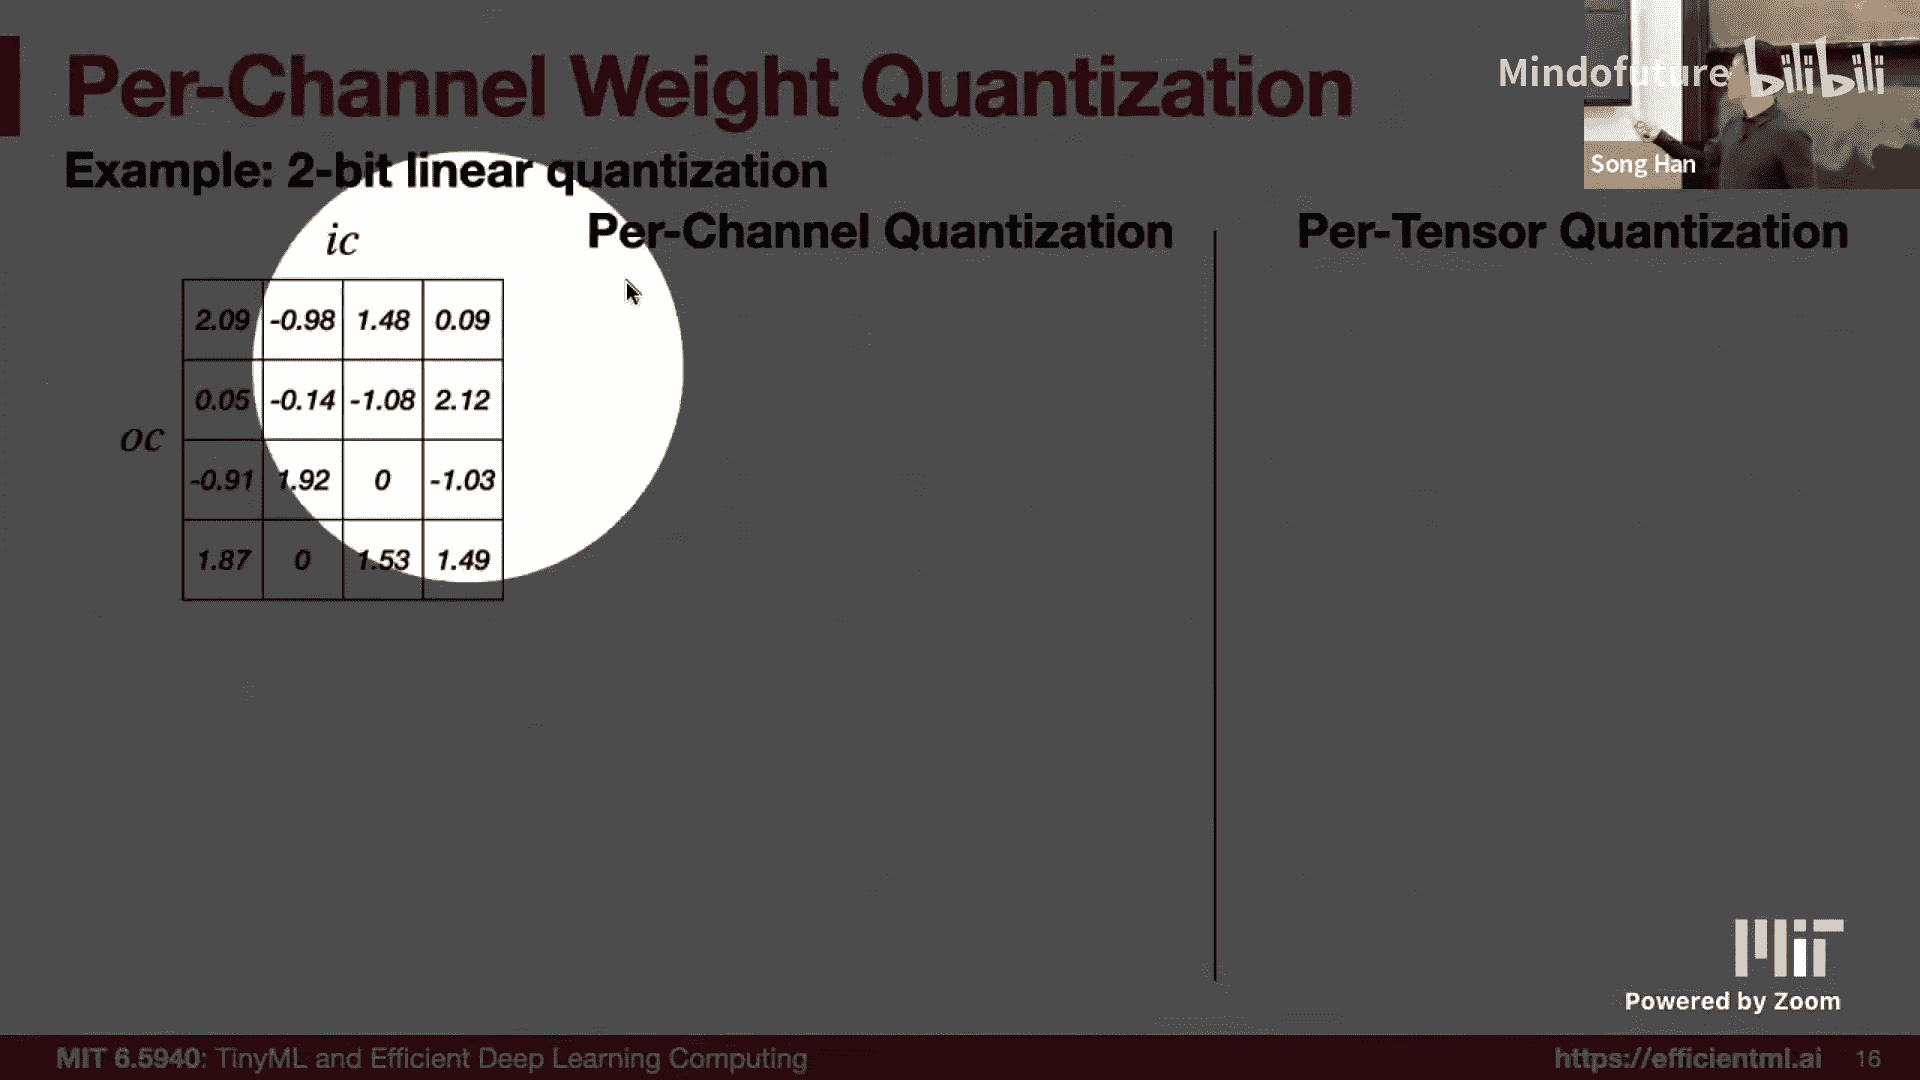 Per-Channel Weight Quantization
Mindofuture bilibili
Song Han
Example: 2-bit linear quantization
ic
Per-Channel Quantization
Per-Tensor Quantization
2.09 -0.98 1.48 0.09
0.05 -0.14 -1.08 2.12
oc
-0.91 1.92 0 -1.03
1.87 0 1.53 1.49
MiT
Powered by Zoom
MIT 6.5940: TinyML and Efficient Deep Learning Computing
https://efficientml.ai 16